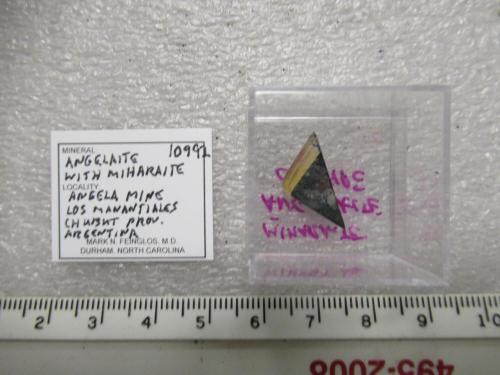 MINERAL 10992
ANGELAITE
WITH MIHARAITE
LOCALITY
ANGELA MINE
LOS MANANTIALES
CHUBUT PROV.
ARGENTINA
MARK N. FEINGLOS, M.D.
DURHAM, NORTH CAROLINA
2 3 4 5 6 7 8 9 10
495-2008